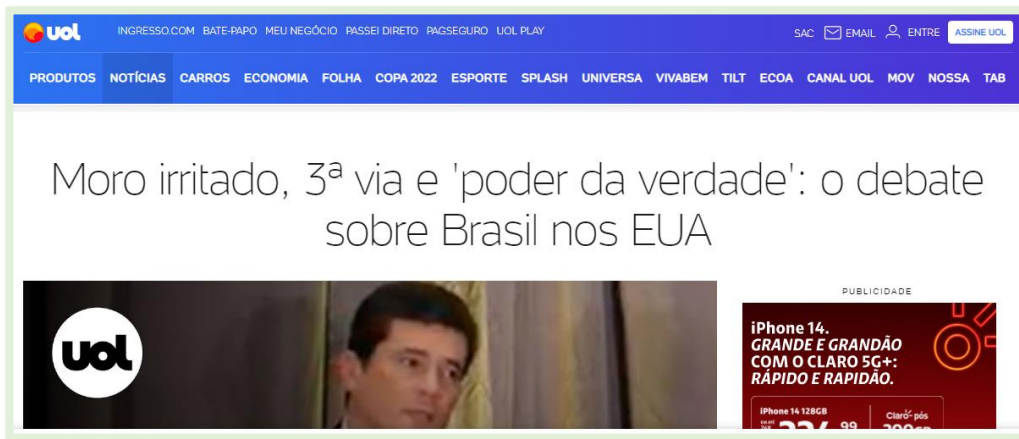 uol
INGRESSO.COM BATE-PAPO MEU NEGÓCIO PASSEI DIRETO PAGSEGURO UOL PLAY
SAC EMAIL ENTRE ASSINE UOL
PRODUTOS NOTÍCIAS CARROS ECONOMIA FOLHA COPA 2022 ESPORTE SPLASH UNIVERSA VIVABEM TILT ECOA CANAL UOL MOV NOSSA TAB
Moro irritado, 3ª via e 'poder da verdade': o debate
sobre Brasil nos EUA
uol
PUBLICIDADE
iPhone 14.
GRANDE E GRANDÃO
COM O CLARO 5G+:
RÁPIDO E RAPIDÃO.
iPhone 14 128GB
Claro pós
99